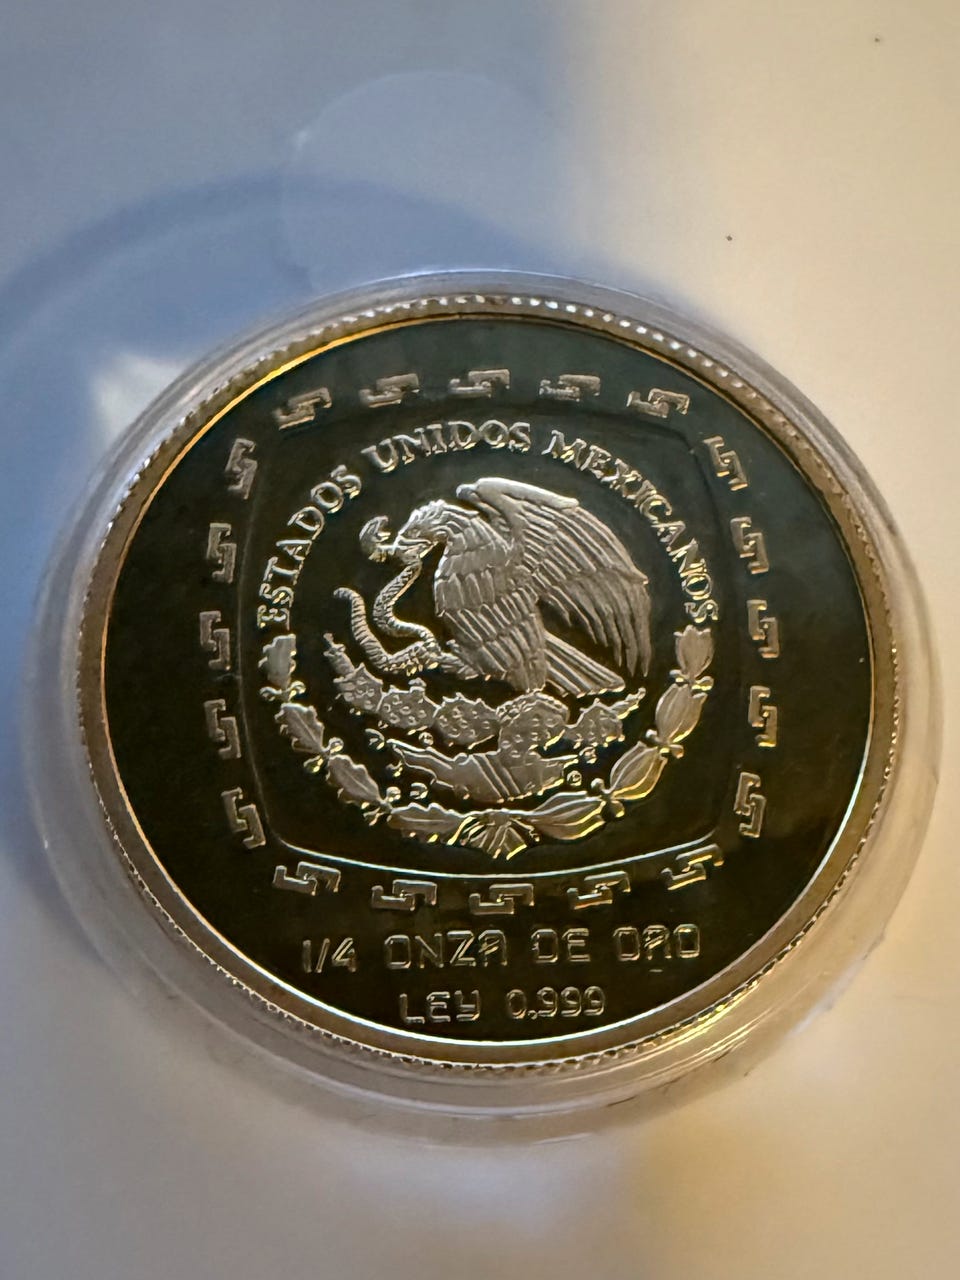 ESTADOS UNIDOS MEXICANOS
1/4 ONZA DE ORO
LEY 0.999